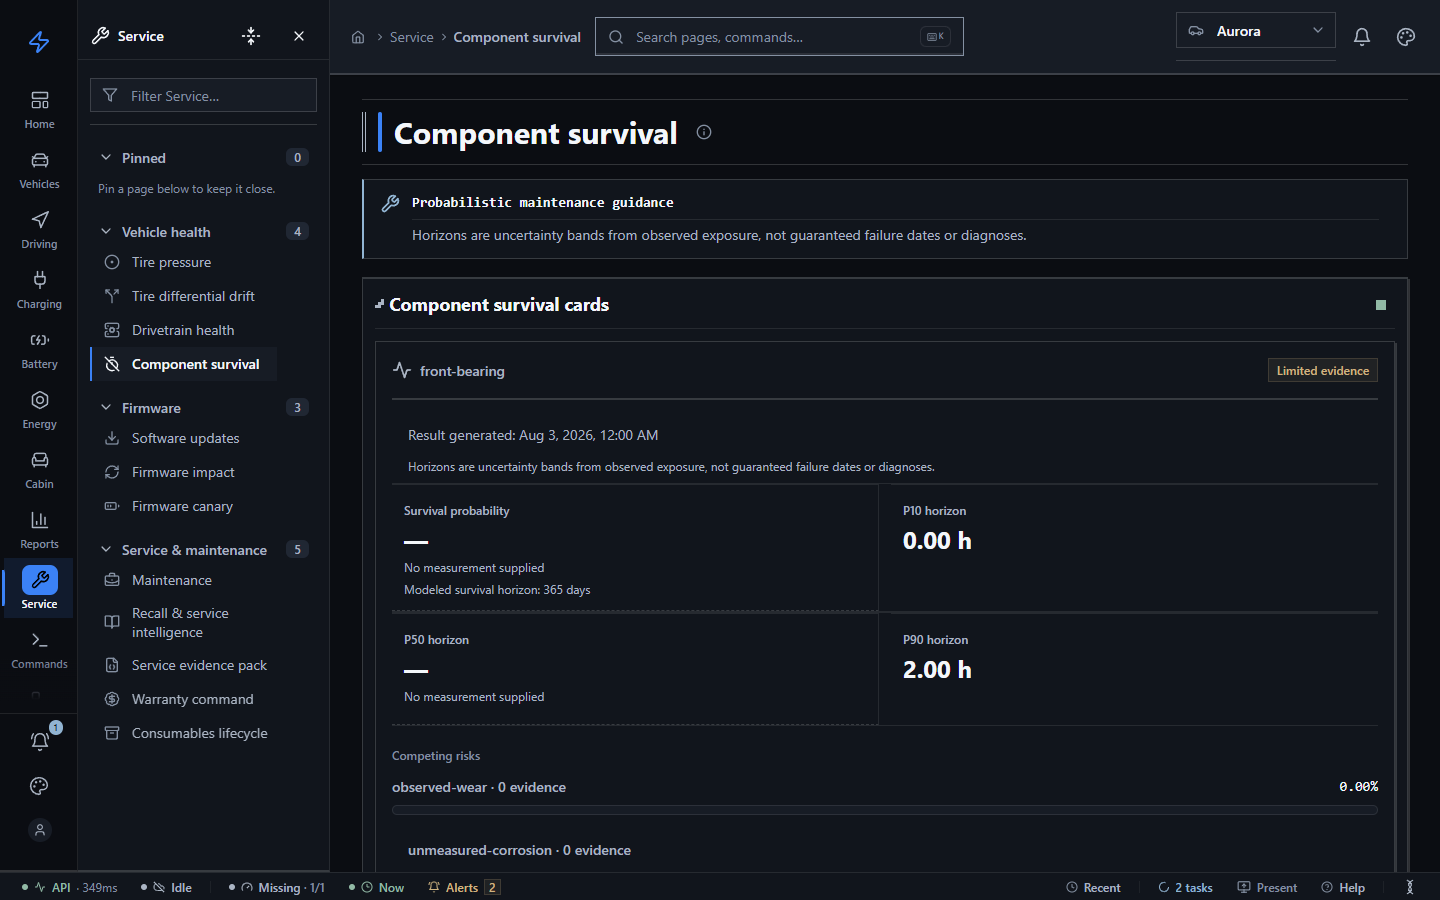 Home
Vehicles
Driving
Charging
Battery
Energy
Cabin
Reports
Service
Commands
1
Service
Filter Service...
Pinned 0
Pin a page below to keep it close.
Vehicle health 4
Tire pressure
Tire differential drift
Drivetrain health
Component survival
Firmware 3
Software updates
Firmware impact
Firmware canary
Service & maintenance 5
Maintenance
Recall & service
intelligence
Service evidence pack
Warranty command
Consumables lifecycle
Service
Component survival
Search pages, commands...
K
Aurora
Component survival
Probabilistic maintenance guidance
Horizons are uncertainty bands from observed exposure, not guaranteed failure dates or diagnoses.
Component survival cards
front-bearing
Limited evidence
Result generated: Aug 3, 2026, 12:00 AM
Horizons are uncertainty bands from observed exposure, not guaranteed failure dates or diagnoses.
Survival probability
—
No measurement supplied
Modeled survival horizon: 365 days
P10 horizon
0.00 h
P50 horizon
—
No measurement supplied
P90 horizon
2.00 h
Competing risks
observed-wear · 0 evidence 0.00%
unmeasured-corrosion · 0 evidence
API · 349ms
Idle
Missing · 1/1
Now
Alerts 2
Recent
2 tasks
Present
Help